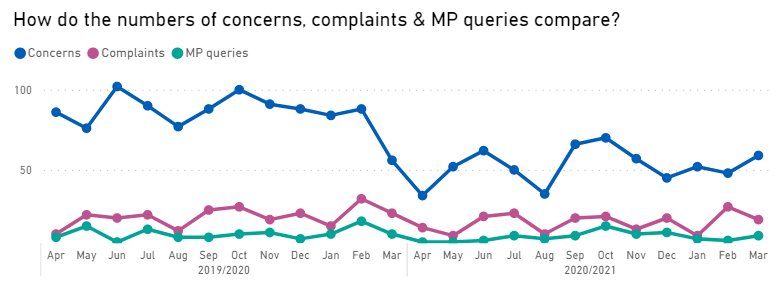 How do the numbers of concerns, complaints & MP queries compare?
Concerns Complaints MP queries
100
50
Apr May Jun Jul Aug Sep Oct Nov Dec Jan Feb Mar Apr May Jun Jul Aug Sep Oct Nov Dec Jan Feb Mar
2019/2020 2020/2021